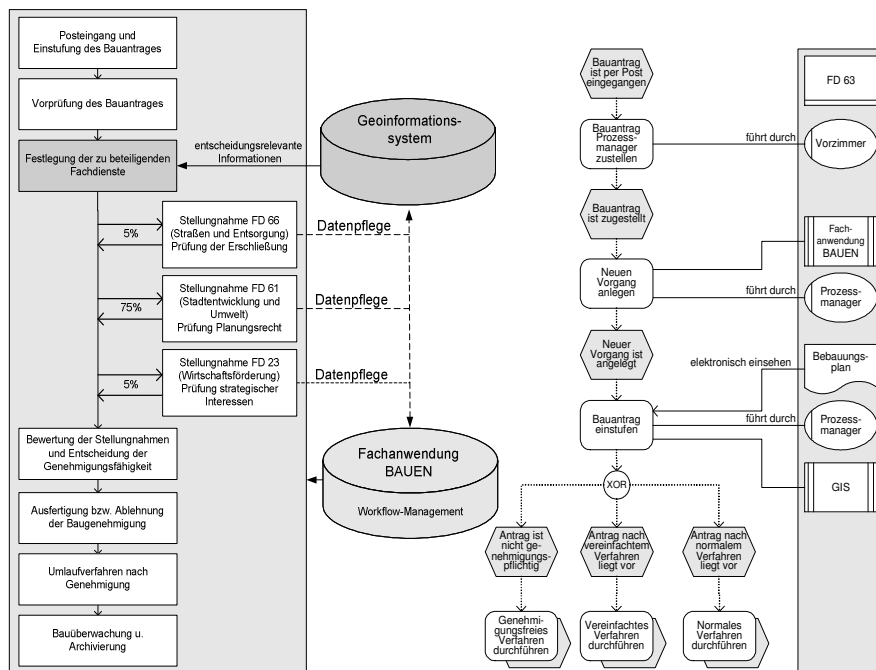 Posteingang und
Einstufung des Bauantrages
Vorprüfung des Bauantrages
Festlegung der zu beteiligenden
Fachdienste
entscheidungsrelevante
Informationen
Geoinformations-
system
5%
Stellungnahme FD 66
(Straßen und Entsorgung)
Prüfung der Erschließung
Datenpflege
75%
Stellungnahme FD 61
(Stadtentwicklung und
Umwelt)
Prüfung Planungsrecht
Datenpflege
5%
Stellungnahme FD 23
(Wirtschaftsförderung)
Prüfung strategischer
Interessen
Datenpflege
Bewertung der Stellungnahmen
und Entscheidung der
Genehmigungsfähigkeit
Fachanwendung
BAUEN
Workflow-Management
Ausfertigung bzw. Ablehnung
der Baugenehmigung
Umlaufverfahren nach
Genehmigung
Bauüberwachung u.
Archivierung
Bauantrag
ist per Post
eingegangen
FD 63
Bauantrag
Prozess-
manager
zustellen
führt durch
Vorzimmer
Bauantrag
ist zugestellt
Fach-
anwendung
BAUEN
Neuen
Vorgang
anlegen
führt durch
Prozess-
manager
Neuer
Vorgang ist
angelegt
elektronisch einsehen
Bebauungs-
plan
Bauantrag
einstufen
führt durch
Prozess-
manager
GIS
XOR
Antrag ist
nicht ge-
nehmigungs-
pflichtig
Antrag nach
vereinfachtem
Verfahren
liegt vor
Antrag nach
normalem
Verfahren
liegt vor
Genehmi-
gungsfreies
Verfahren
durchführen
Vereinfachtes
Verfahren
durchführen
Normales
Verfahren
durchführen